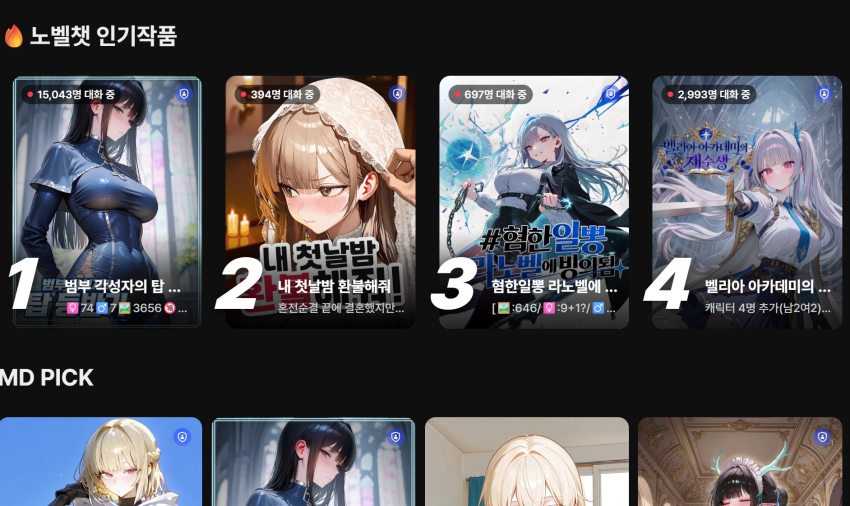 노벨챗 인기작품
15,043명 대화 중
394명 대화 중
697명 대화 중
2,993명 대화 중
벨리아 아카데미의
재수생
내 첫날밤
환불해줘!!
#혐한일뽕
라노벨에빙의됨
1
범부 각성자의 탑 ...
74 7 3656 ...
2
내 첫날밤 환불해줘
혼전순결 끝에 결혼했지만...
3
혐한일뽕 라노벨에 ...
[ :646/ :9+1?/ ...
4
벨리아 아카데미의 ...
캐릭터 4명 추가(남2여2)...
MD PICK